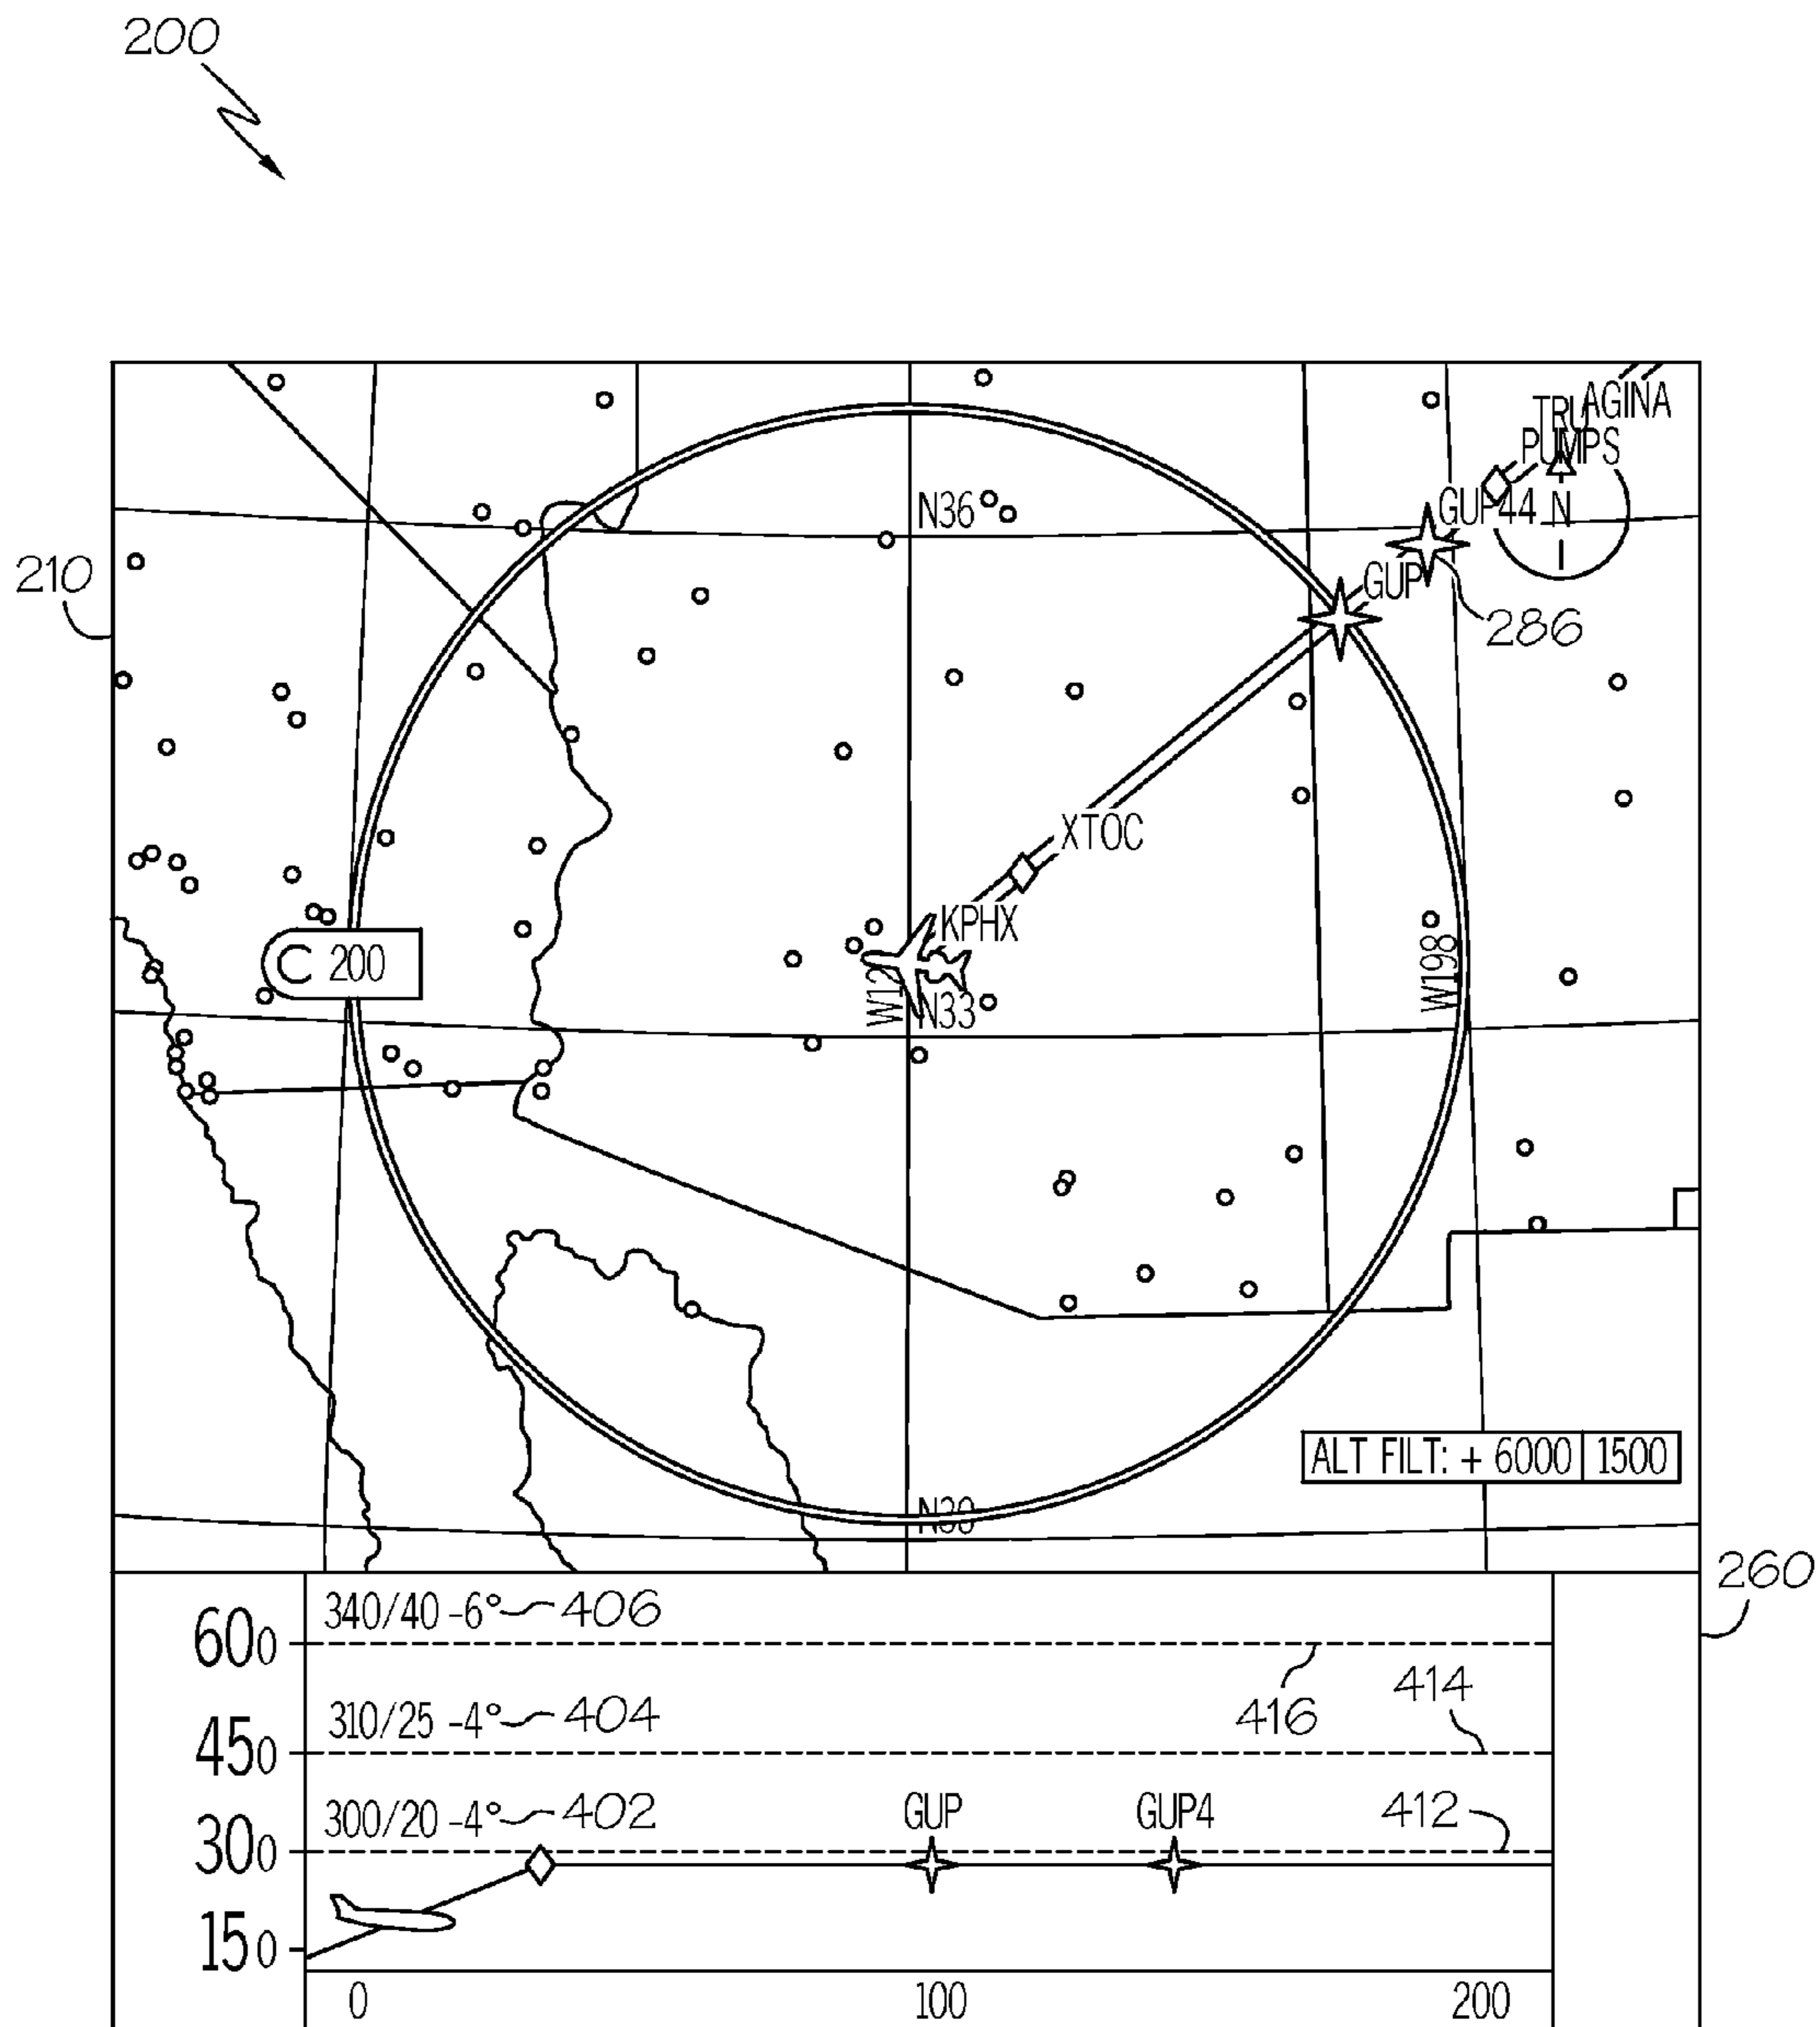 200
AGINA
TRU
PUMPS
N36
GUP44
N
210
GUP
286
XTOC
KPHX
200
W12
N33
W198
ALT FILT: + 6000 1500
N30
260
340/40 -6° 406
600
416
414
310/25 -4° 404
450
300/20 -4° 402
GUP
GUP4
412
300
150
0
100
200